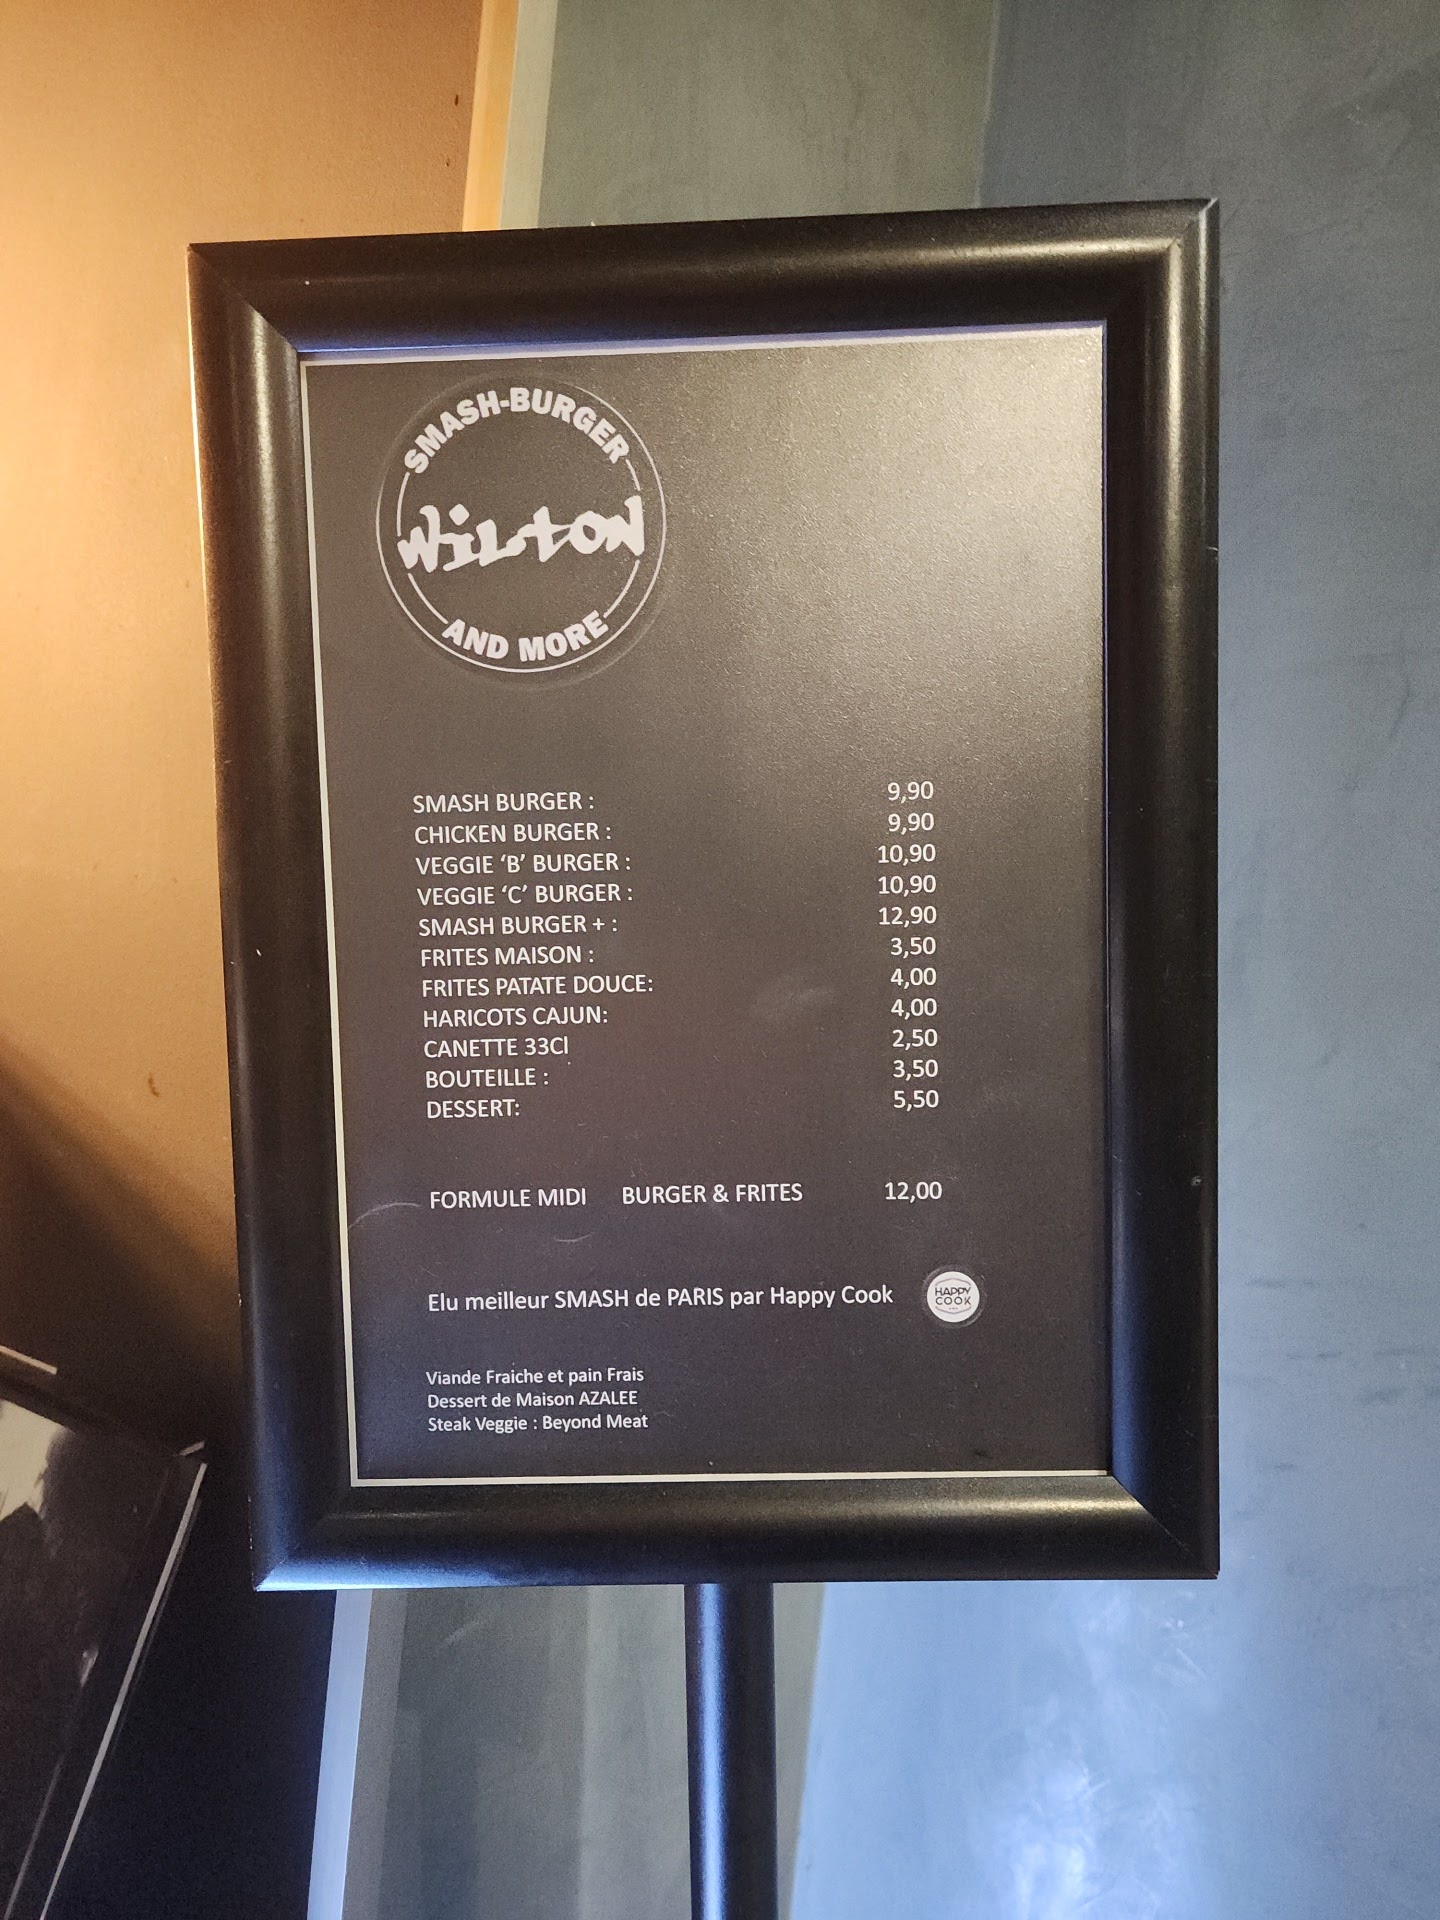 SMASH-BURGER
Wilson
AND MORE
SMASH BURGER : 9,90
CHICKEN BURGER : 9,90
VEGGIE ‘B’ BURGER : 10,90
VEGGIE ‘C’ BURGER : 10,90
SMASH BURGER + : 12,90
FRITES MAISON : 3,50
FRITES PATATE DOUCE: 4,00
HARICOTS CAJUN: 4,00
CANETTE 33Cl 2,50
BOUTEILLE : 3,50
DESSERT: 5,50
FORMULE MIDI BURGER & FRITES 12,00
Elu meilleur SMASH de PARIS par Happy Cook
HAPPY
COOK
Viande Fraiche et pain Frais
Dessert de Maison AZALEE
Steak Veggie : Beyond Meat